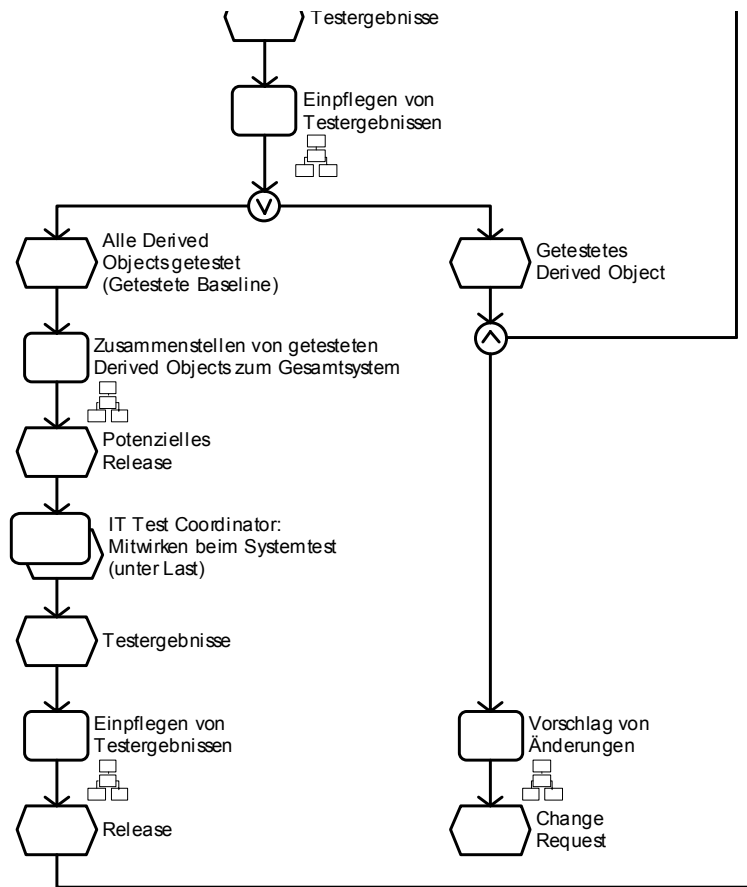 Testergebnisse
Einpflegen von
Testergebnissen
V
Alle Derived
Objects getestet
(Getestete Baseline)
Getestetes
Derived Object
Λ
Zusammenstellen von getesteten
Derived Objects zum Gesamtsystem
Potenzielles
Release
IT Test Coordinator:
Mitwirken beim Systemtest
(unter Last)
Testergebnisse
Einpflegen von
Testergebnissen
Vorschlag von
Änderungen
Release
Change
Request